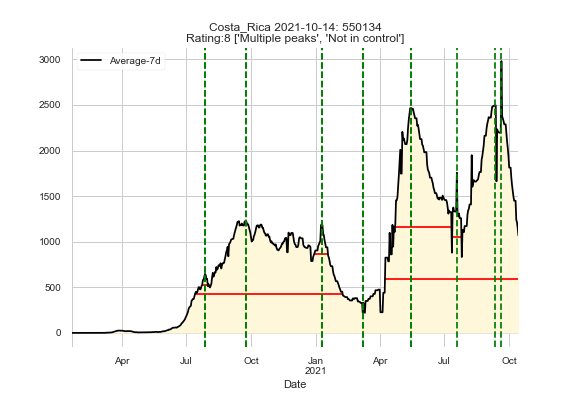 Costa_Rica 2021-10-14: 550134
Rating:8 ['Multiple peaks', 'Not in control']
Average-7d
3000
2500
2000
1500
1000
500
0
Apr Jul Oct Jan Apr Jul Oct
2021
Date